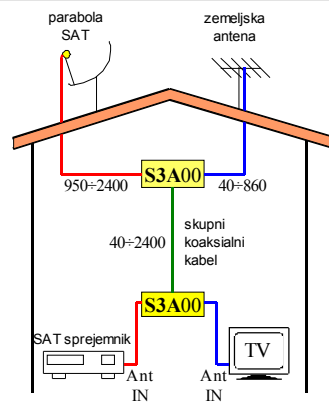 parabola
SAT
zemeljska
antena
S3A00
950÷2400
40÷860
40÷2400
skupni
koaksialni
kabel
S3A00
SAT sprejemnik
TV
Ant
IN
Ant
IN